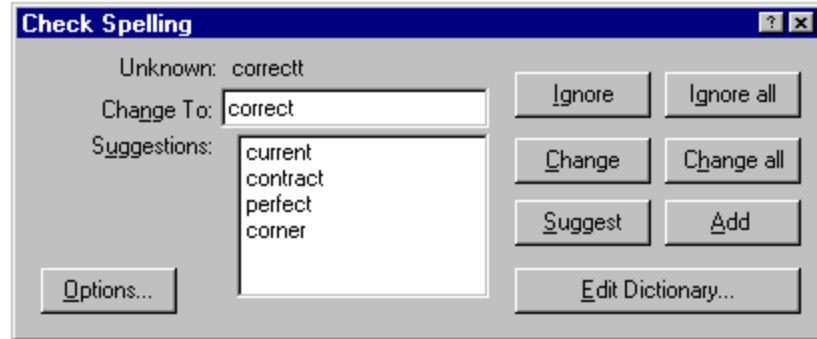 Check Spelling
?
Unknown: correctt
Change To: correct
Suggestions:
current
contract
perfect
corner
Ignore
Ignore all
Change
Change all
Suggest
Add
Options...
Edit Dictionary...